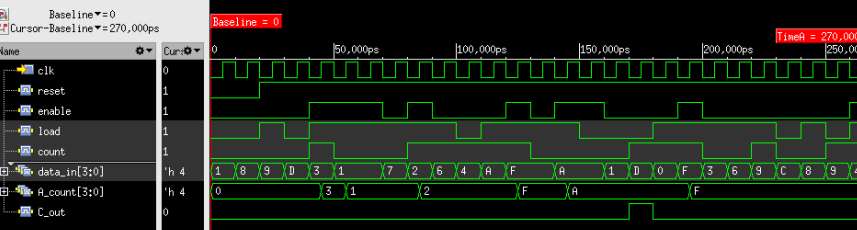 Baseline▼=0
Cursor-Baseline▼=270,000ps
Baseline = 0
TimeA = 270,000
Name Curs 0 50,000ps 100,000ps 150,000ps 200,000ps 250,0
clk 0
reset 1
enable 1
load 1
count 1
data_in[3:0] 'h 4 1 8 9 D 3 1 7 2 6 4 A F A 1 D 0 F 3 6 9 C 8 9 4
A_count[3:0] 'h 4 0 3 1 2 F A F
C_out 0